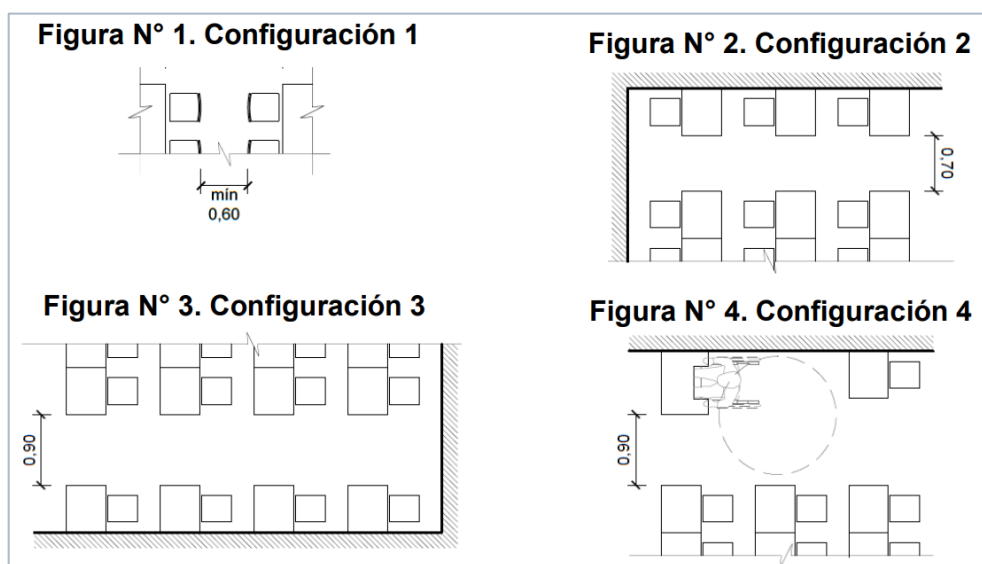 Figura N° 1. Configuración 1
mín
0,60
Figura N° 2. Configuración 2
0,70
Figura N° 3. Configuración 3
0,90
Figura N° 4. Configuración 4
0,90